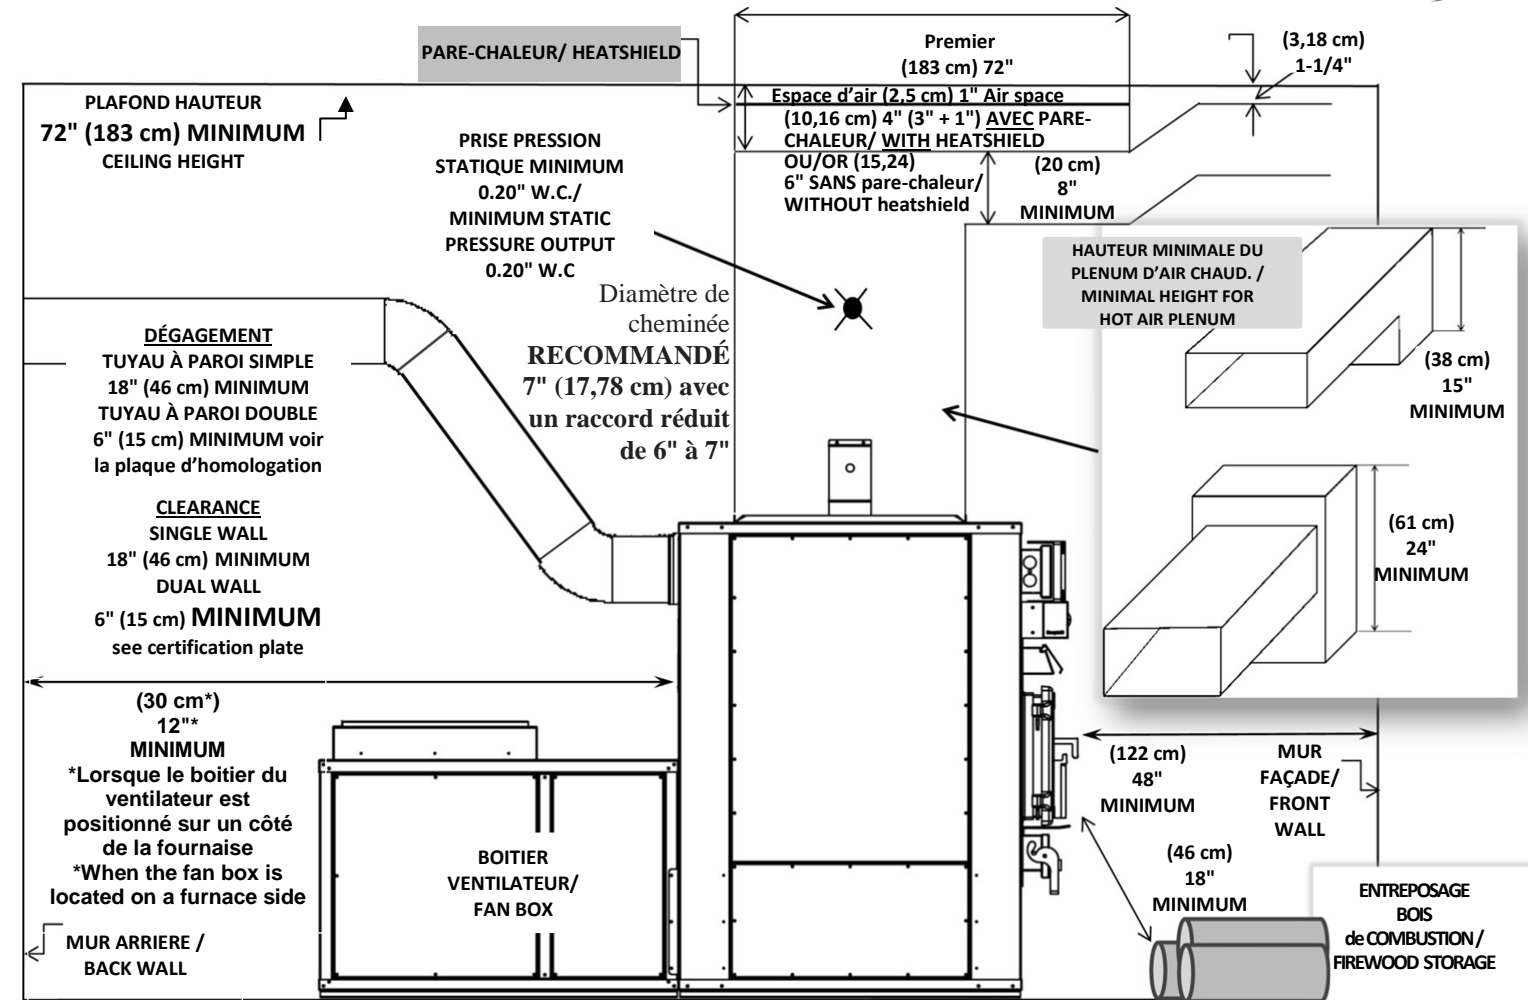 PARE-CHALEUR/ HEATSHIELD
Premier
(183 cm) 72"
(3,18 cm)
1-1/4"
PLAFOND HAUTEUR
72" (183 cm) MINIMUM
CEILING HEIGHT
Espace d'air (2,5 cm) 1" Air space
(10,16 cm) 4" (3" + 1") AVEC PARE-
CHALEUR/ WITH HEATSHIELD
OU/OR (15,24)
6" SANS pare-chaleur/
WITHOUT heatshield
(20 cm)
8"
MINIMUM
PRISE PRESSION
STATIQUE MINIMUM
0.20" W.C./
MINIMUM STATIC
PRESSURE OUTPUT
0.20" W.C
HAUTEUR MINIMALE DU
PLENUM D'AIR CHAUD. /
MINIMAL HEIGHT FOR
HOT AIR PLENUM
(38 cm)
15"
MINIMUM
(61 cm)
24"
MINIMUM
Diamètre de
cheminée
RECOMMANDÉ
7" (17,78 cm) avec
un raccord réduit
de 6" à 7"
DÉGAGEMENT
TUYAU À PAROI SIMPLE
18" (46 cm) MINIMUM
TUYAU À PAROI DOUBLE
6" (15 cm) MINIMUM voir
la plaque d'homologation
CLEARANCE
SINGLE WALL
18" (46 cm) MINIMUM
DUAL WALL
6" (15 cm) MINIMUM
see certification plate
(30 cm*)
12"*
MINIMUM
*Lorsque le boitier du
ventilateur est
positionné sur un côté
de la fournaise
*When the fan box is
located on a furnace side
MUR ARRIERE /
BACK WALL
BOITIER
VENTILATEUR/
FAN BOX
(122 cm)
48"
MINIMUM
MUR
FAÇADE/
FRONT
WALL
(46 cm)
18"
MINIMUM
ENTREPOSAGE
BOIS
de COMBUSTION /
FIREWOOD STORAGE